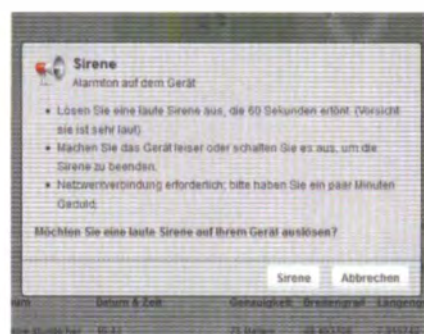 Sirene
Alarmton auf dem Gerät
• Lösen Sie eine laute Sirene aus, die 60 Sekunden ertönt. (Vorsicht
sie ist sehr laut)
• Machen Sie das Gerät leiser oder schalten Sie es aus, um die
Sirene zu beenden.
• Netzwerkverbindung erforderlich; bitte haben Sie ein paar Minuten
Geduld.
Möchten Sie eine laute Sirene auf Ihrem Gerät auslösen?
Sirene Abbrechen
Datum & Zeit Genauigkeit Breitengrad